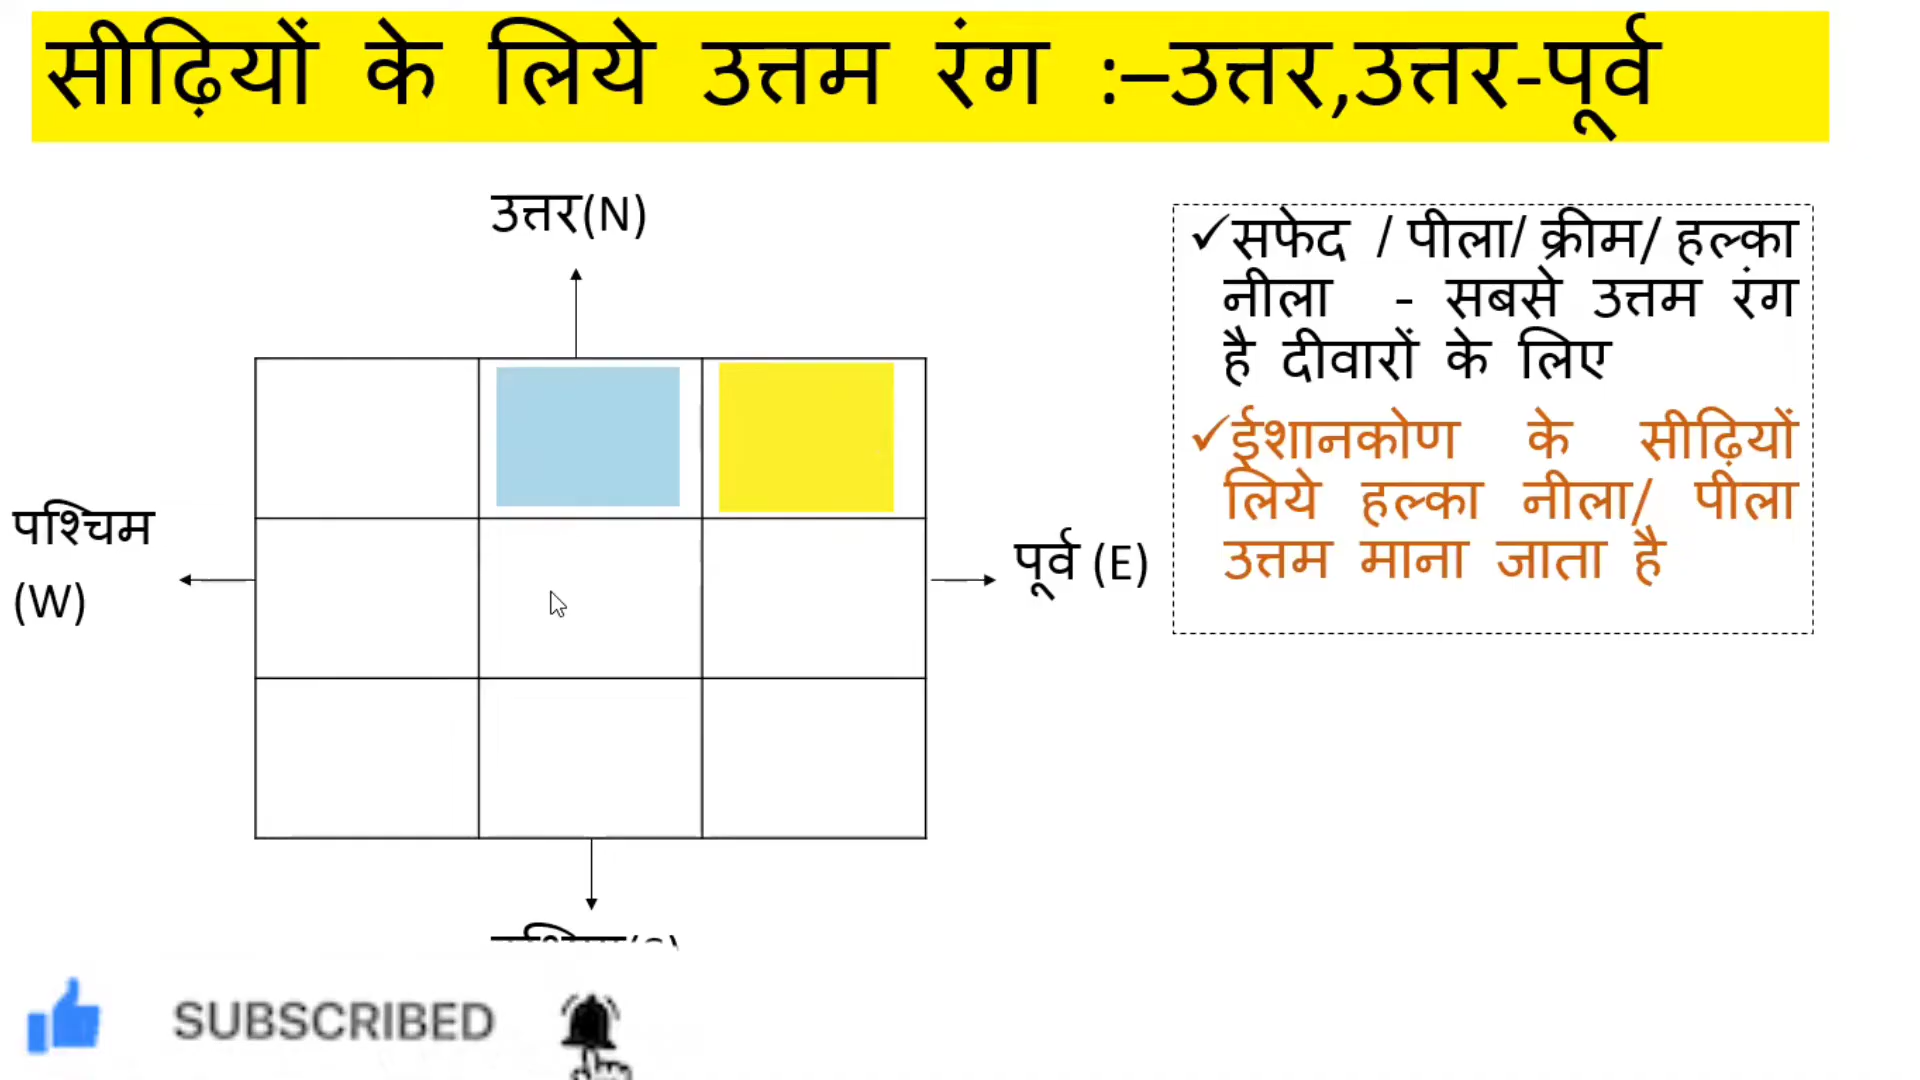 सीढ़ियों के लिये उत्तम रंग :–उत्तर,उत्तर-पूर्व
उत्तर(N)
✓सफेद / पीला/ क्रीम/ हल्का
नीला - सबसे उत्तम रंग
है दीवारों के लिए
✓ईशानकोण के सीढ़ियों
लिये हल्का नीला/ पीला
उत्तम माना जाता है
पश्चिम
(W)
पूर्व (E)
SUBSCRIBED